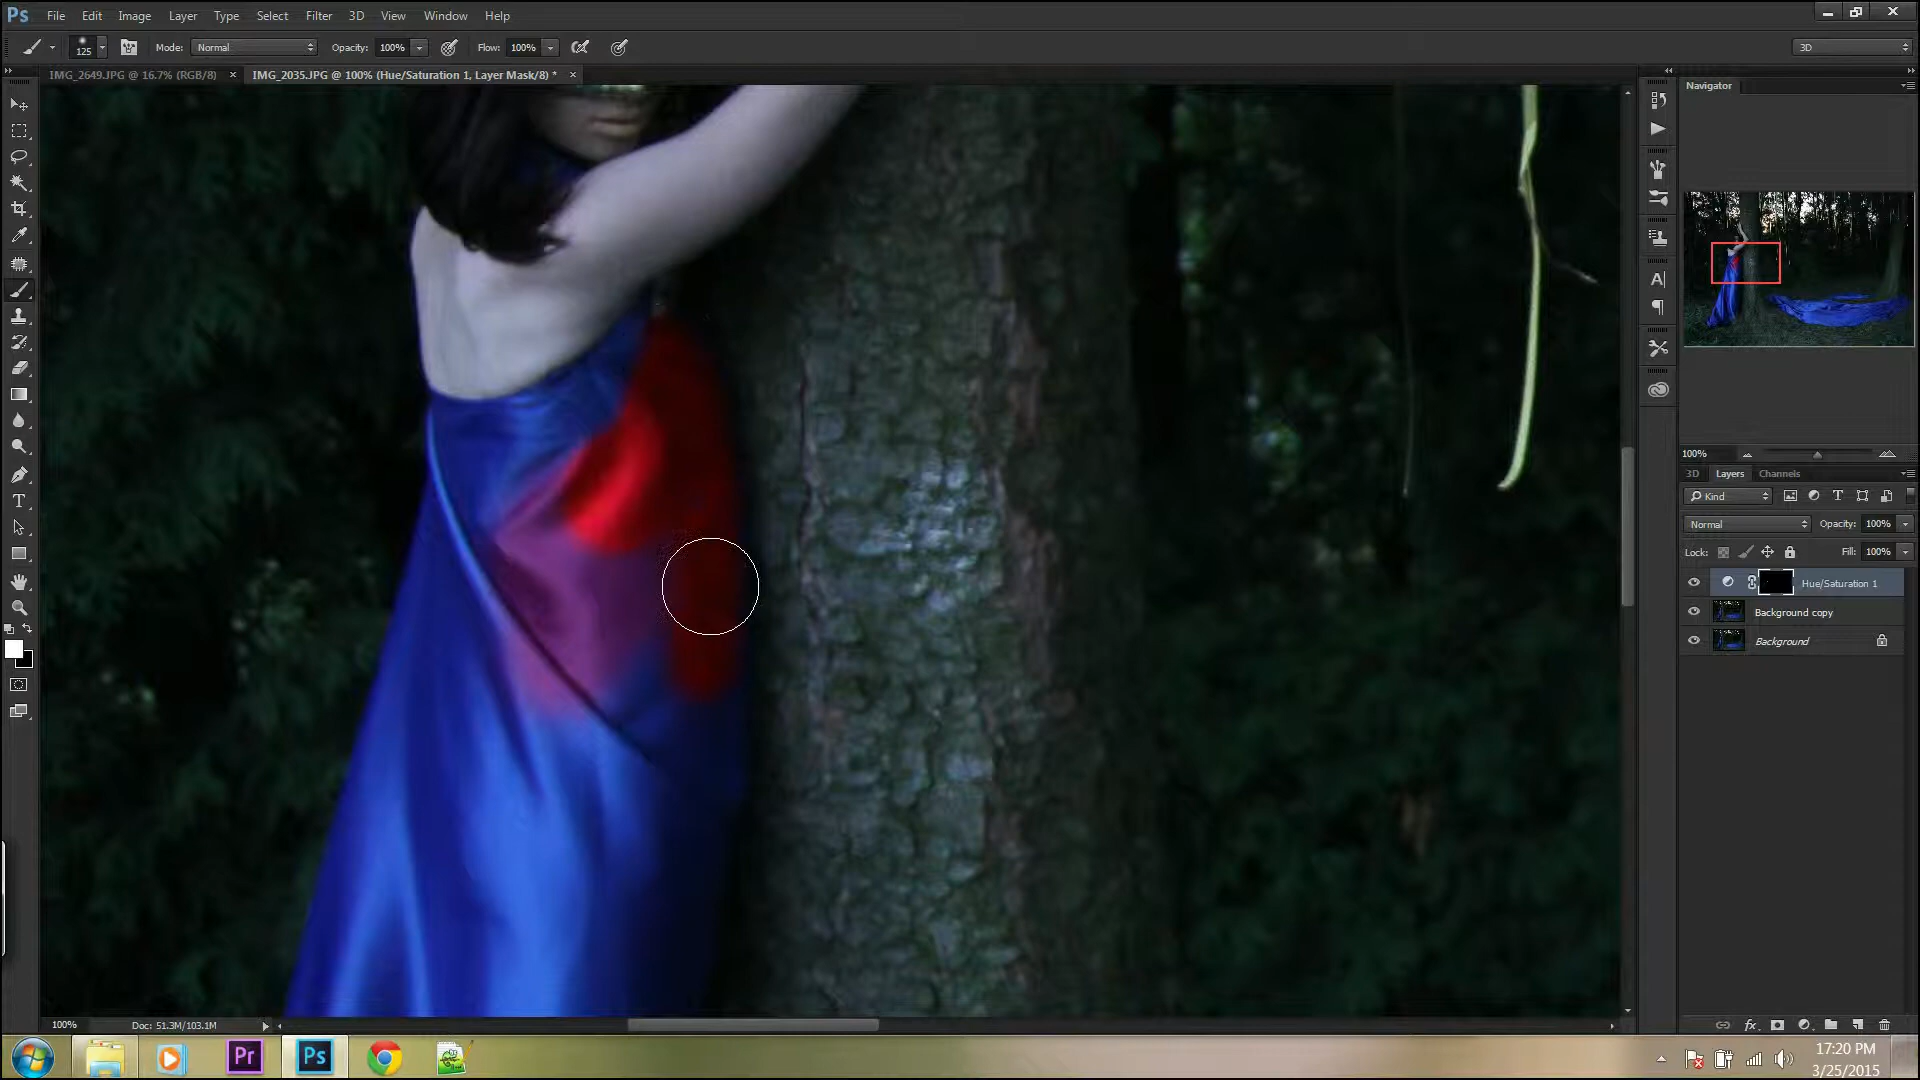 Ps File Edit Image Layer Type Select Filter 3D View Window Help
125 Mode: Normal Opacity: 100% Flow: 100% 3D
IMG_2649.JPG @ 16.7% (RGB/8) × IMG_2035.JPG @ 100% (Hue/Saturation 1, Layer Mask/8) * ×
Navigator
100%
3D Layers Channels
Kind
Normal Opacity: 100%
Lock: Fill: 100%
Hue/Saturation 1
Background copy
Background
100% Doc: 51.3M/103.1M
fx
Pr Ps
17:20 PM
3/25/2015